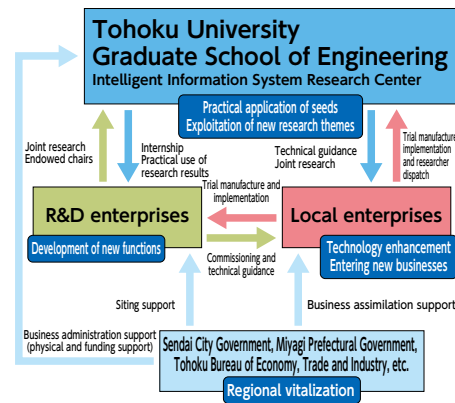 Tohoku University
Graduate School of Engineering
Intelligent Information System Research Center
Practical application of seeds
Exploitation of new research themes
Joint research
Endowed chairs
Internship
Practical use of
research results
Technical guidance
Joint research
Trial manufacture,
implementation
and researcher
dispatch
Trial manufacture and
implementation
R&D enterprises
Local enterprises
Development of new functions
Technology enhancement
Entering new businesses
Commissioning and
technical guidance
Siting support
Business assimilation support
Business administration support
(physical and funding support)
Sendai City Government, Miyagi Prefectural Government,
Tohoku Bureau of Economy, Trade and Industry, etc.
Regional vitalization